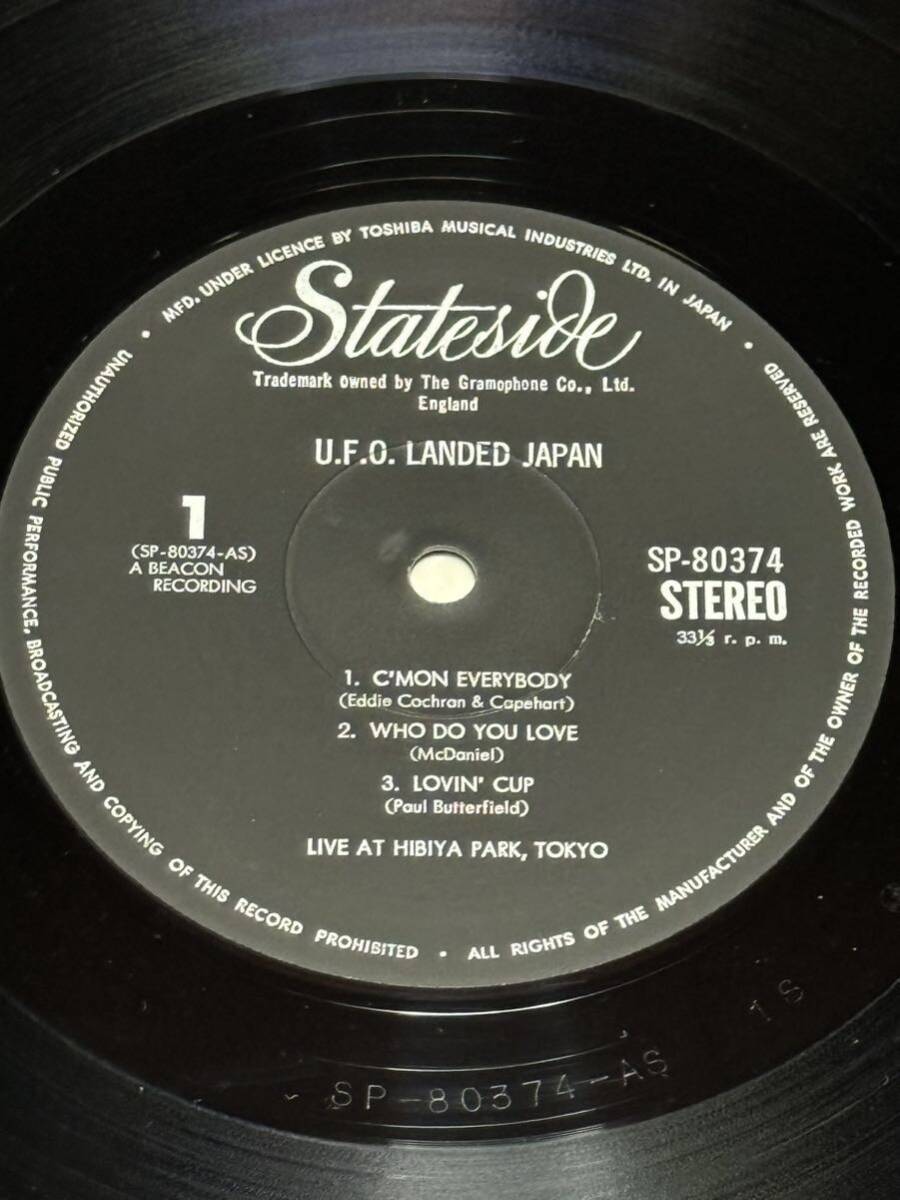 MFD. UNDER LICENCE BY TOSHIBA MUSICAL INDUSTRIES LTD. IN JAPAN •
Stateside
Trademark owned by The Gramophone Co., Ltd.
England
U.F.O. LANDED JAPAN
1
(SP-80374-AS)
A BEACON
RECORDING
SP-80374
STEREO
33⅓ r. p. m.
1. C'MON EVERYBODY
(Eddie Cochran & Capehart)
2. WHO DO YOU LOVE
(McDaniel)
3. LOVIN' CUP
(Paul Butterfield)
LIVE AT HIBIYA PARK, TOKYO
• UNAUTHORIZED PUBLIC PERFORMANCE, BROADCASTING AND COPYING OF THIS RECORD PROHIBITED • ALL RIGHTS OF THE MANUFACTURER AND OF THE OWNER OF THE RECORDED WORK ARE RESERVED
SP-80374-AS 1S